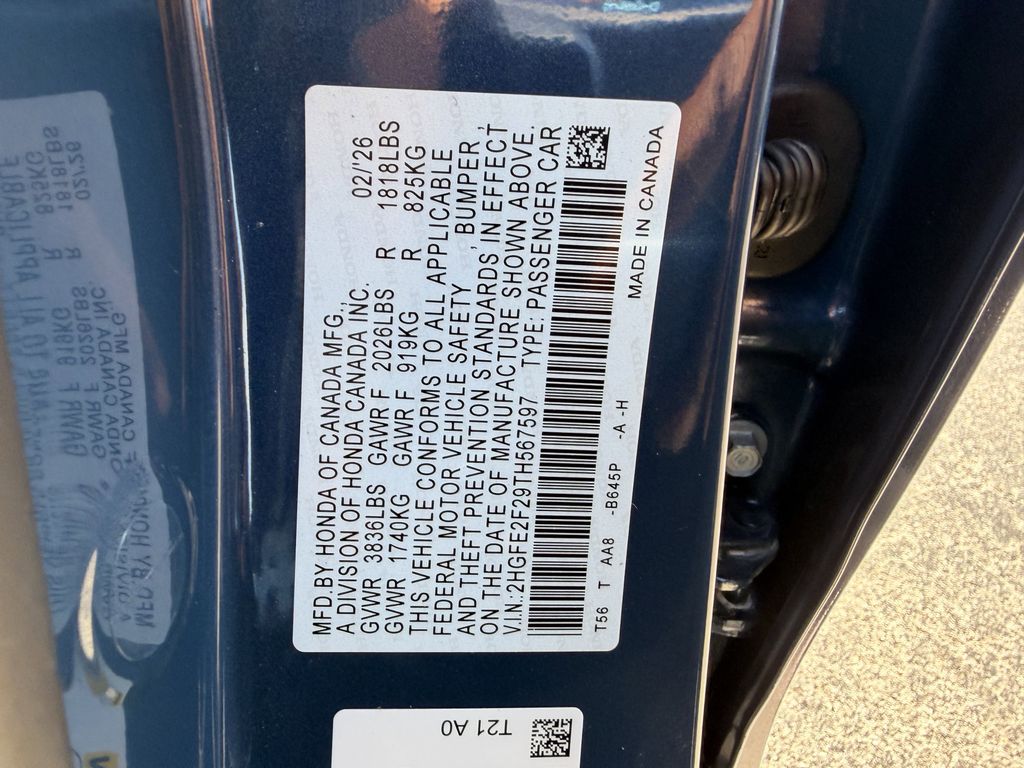 MFD.BY HONDA OF CANADA MFG., 02/'26
A DIVISION OF HONDA CANADA INC.
GVWR 3836LBS GAWR F 2026LBS R 1818LBS
GVWR 1740KG GAWR F 919KG R 825KG
THIS VEHICLE CONFORMS TO ALL APPLICABLE
FEDERAL MOTOR VEHICLE SAFETY , BUMPER ,
AND THEFT PREVENTION STANDARDS IN EFFECT
ON THE DATE OF MANUFACTURE SHOWN ABOVE.
V.I.N.:2HGFE2F29TH567597 TYPE: PASSENGER CAR
T56 T AA8 -B645P -A -H
MADE IN CANADA
T21 A0